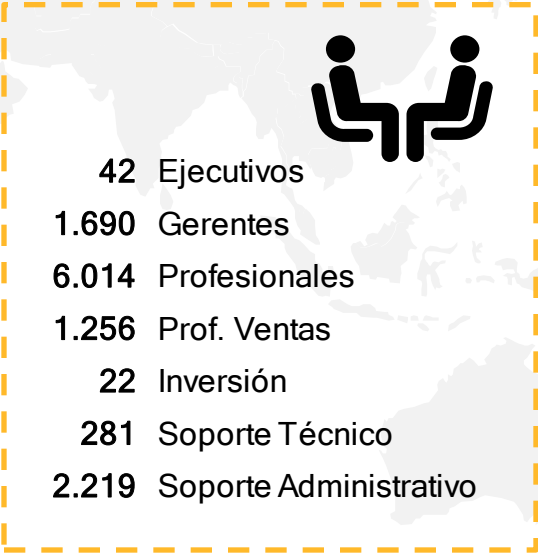 42 Ejecutivos
1.690 Gerentes
6.014 Profesionales
1.256 Prof. Ventas
22 Inversión
281 Soporte Técnico
2.219 Soporte Administrativo